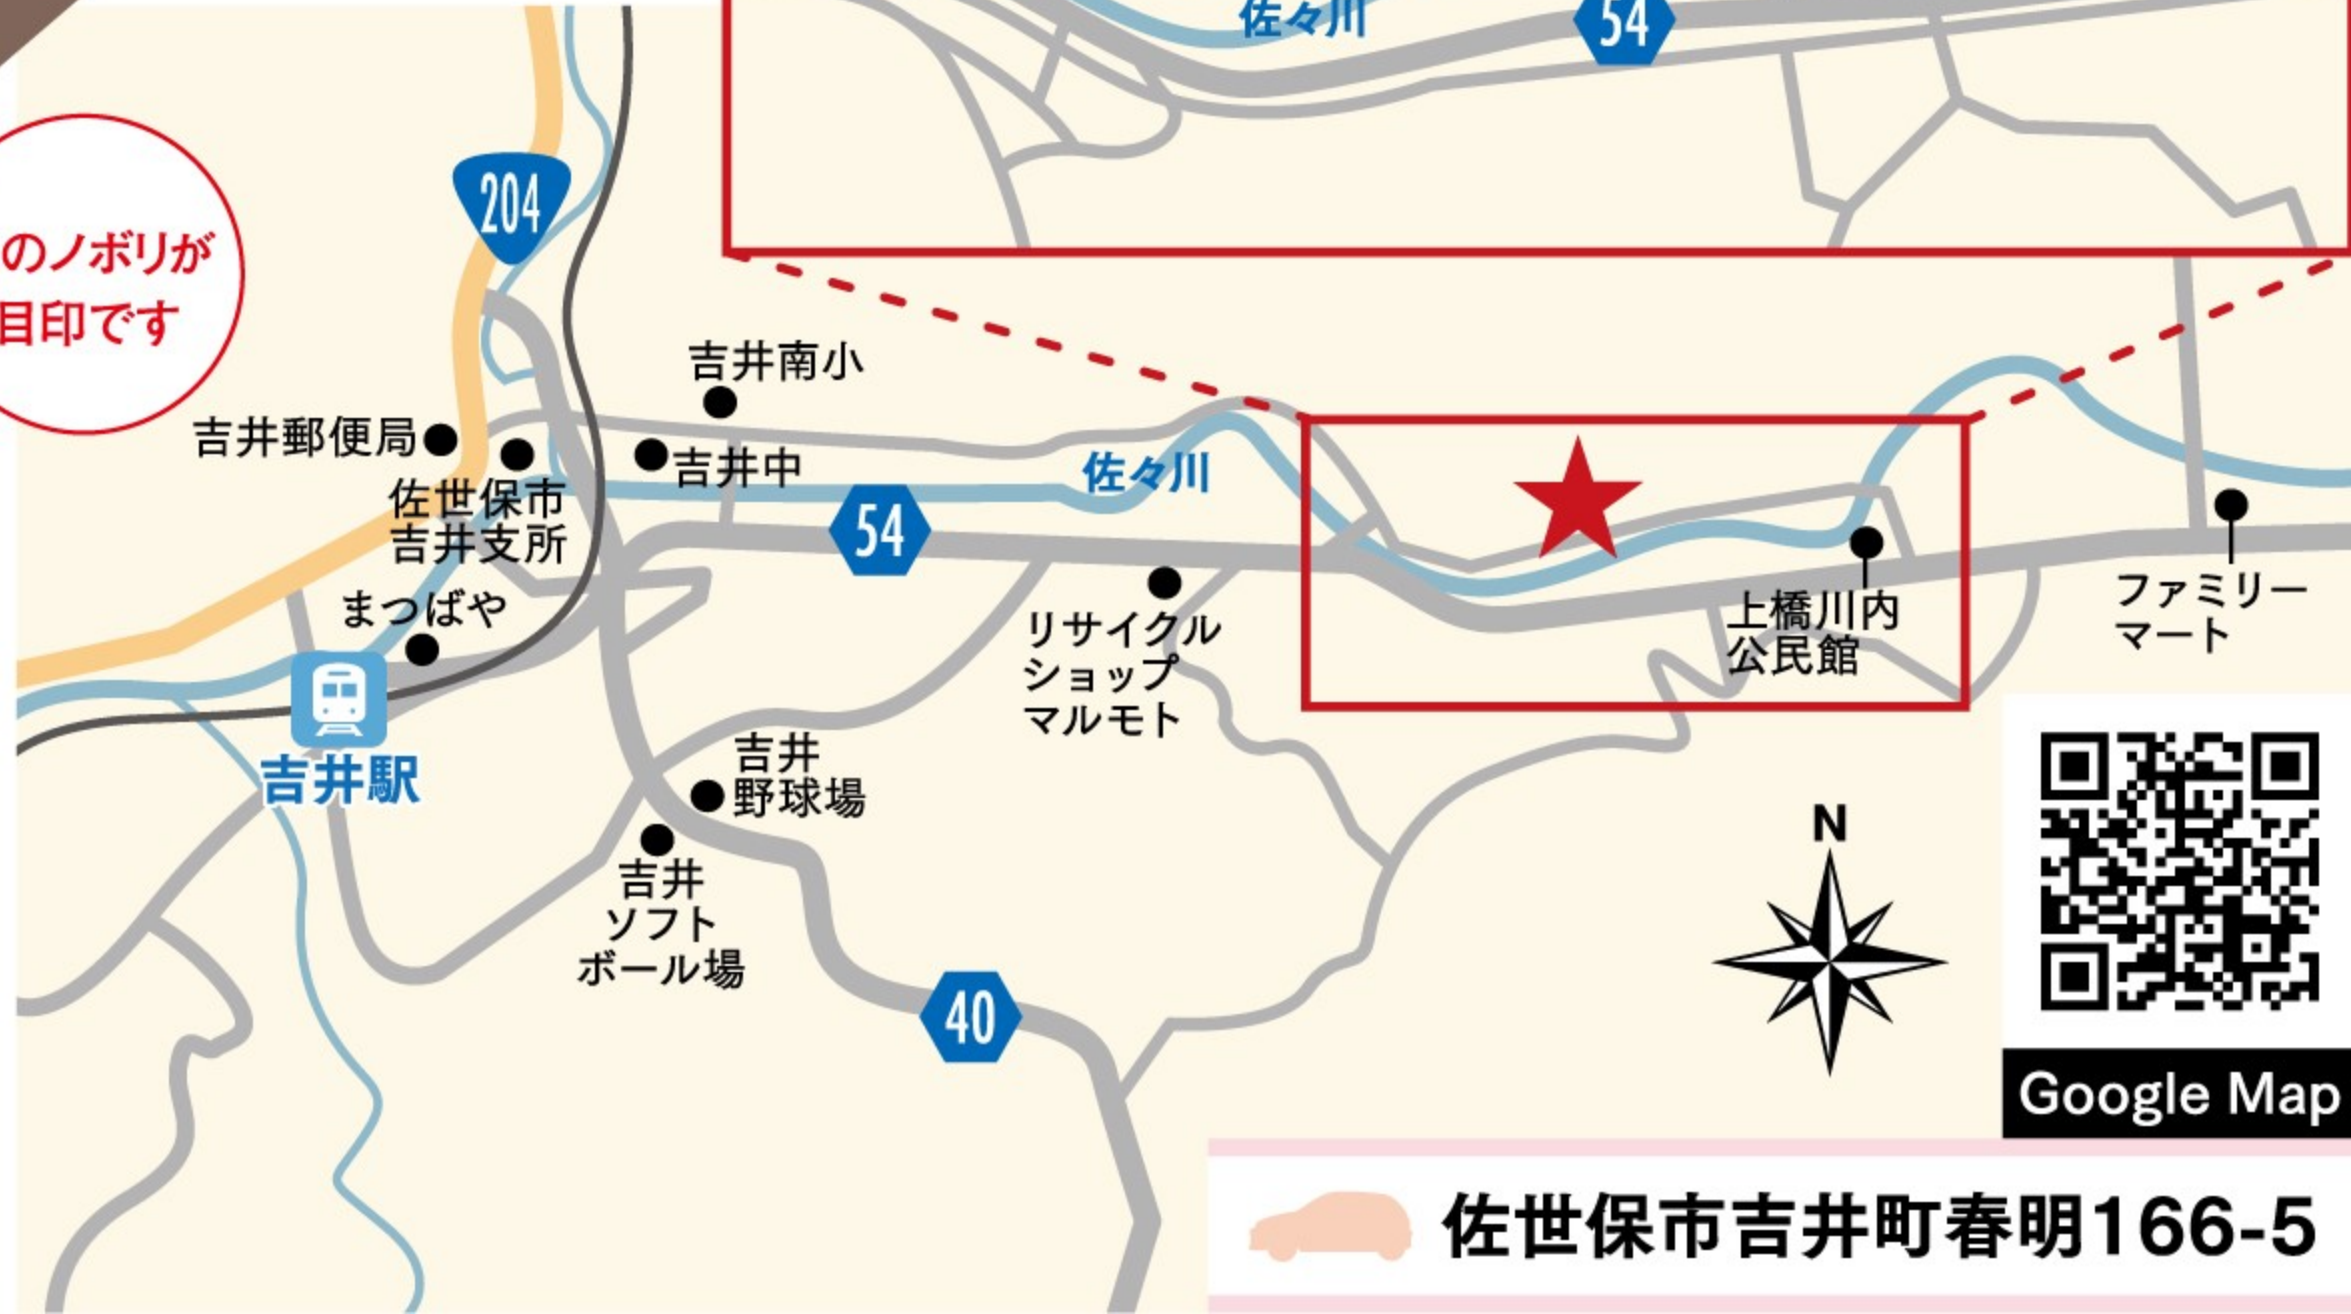 佐々川
54
204
のノボリが
目印です
吉井南小
吉井郵便局
吉井中
佐世保市
吉井支所
佐々川
54
まつばや
吉井駅
リサイクル
ショップ
マルモト
上橋川内
公民館
ファミリー
マート
吉井
野球場
吉井
ソフト
ボール場
40
N
Google Map
佐世保市吉井町春明166-5